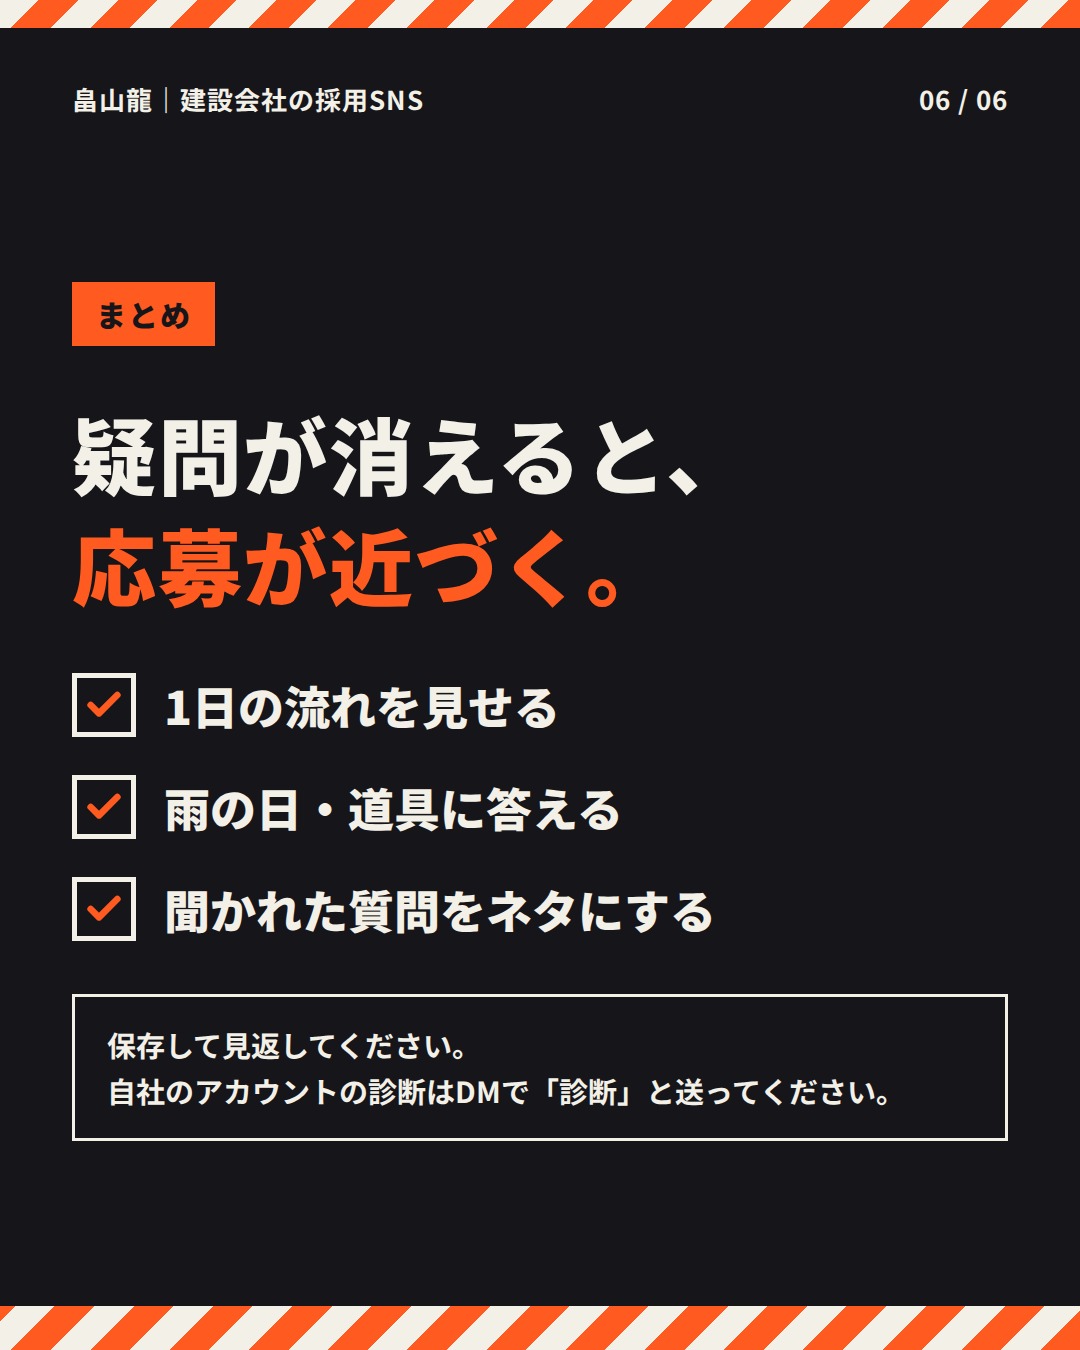 畠山龍｜建設会社の採用SNS
06 / 06
まとめ
疑問が消えると、
応募が近づく。
1日の流れを見せる
雨の日・道具に答える
聞かれた質問をネタにする
保存して見返してください。
自社のアカウントの診断はDMで「診断」と送ってください。